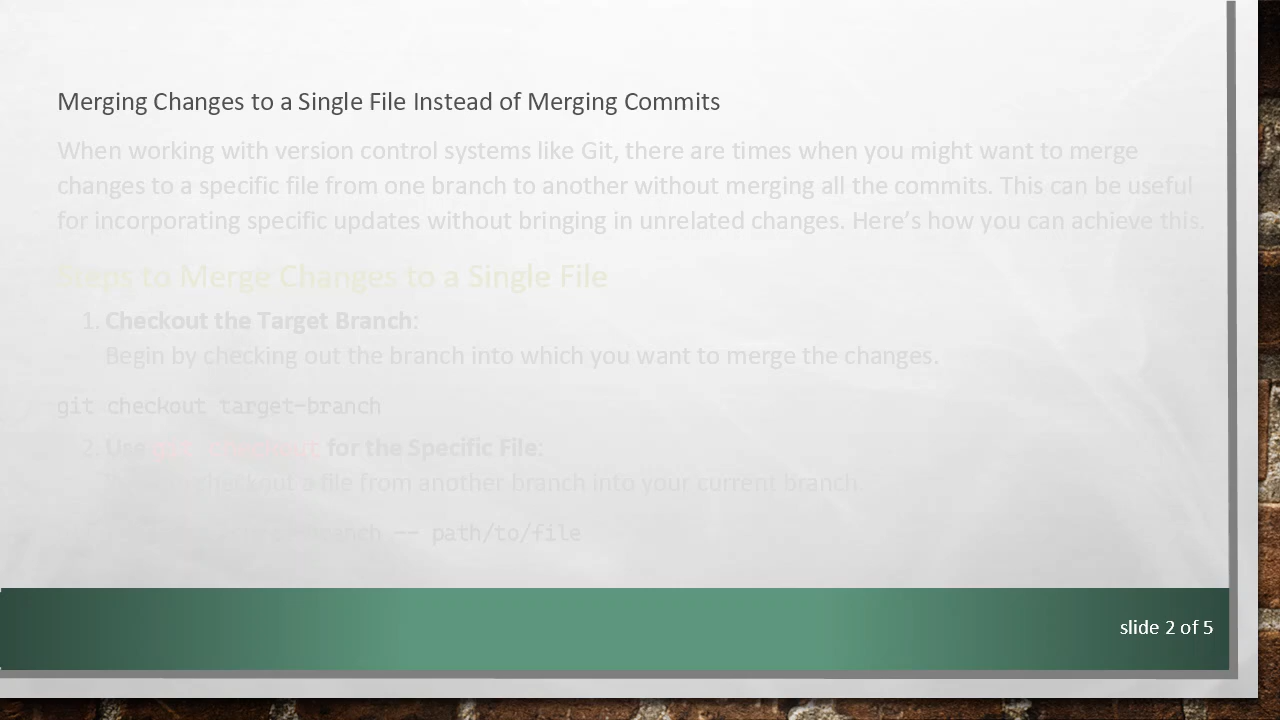 Merging Changes to a Single File Instead of Merging Commits
When working with version control systems like Git, there are times when you might want to merge
changes to a specific file from one branch to another without merging all the commits. This can be useful
for incorporating specific updates without bringing in unrelated changes. Here’s how you can achieve this.
Steps to Merge Changes to a Single File
1. Checkout the Target Branch:
Begin by checking out the branch into which you want to merge the changes.
git checkout target-branch
2. Use git checkout for the Specific File:
checkout a file from another branch into your current branch.
-- path/to/file
slide 2 of 5